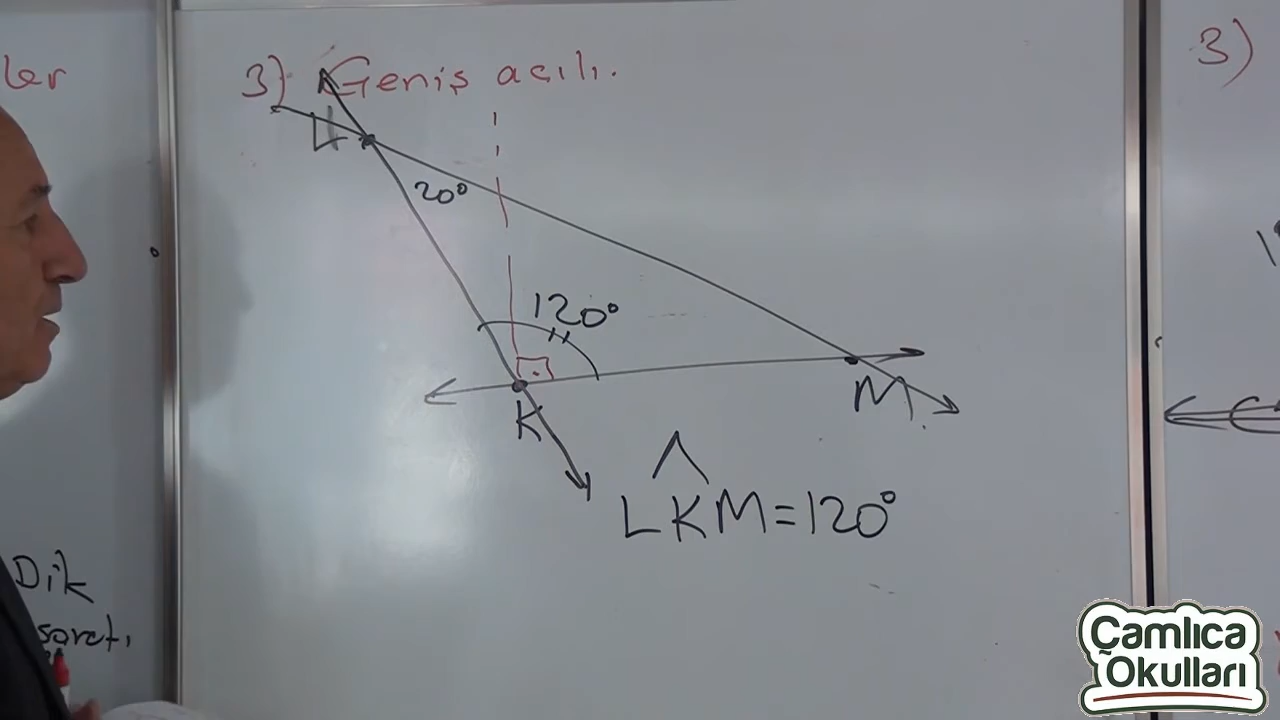 ler
3) Geniş açılı.
3)
L
20°
120°
K
M
LKM=120°
Dik
Çamlıca
Okulları